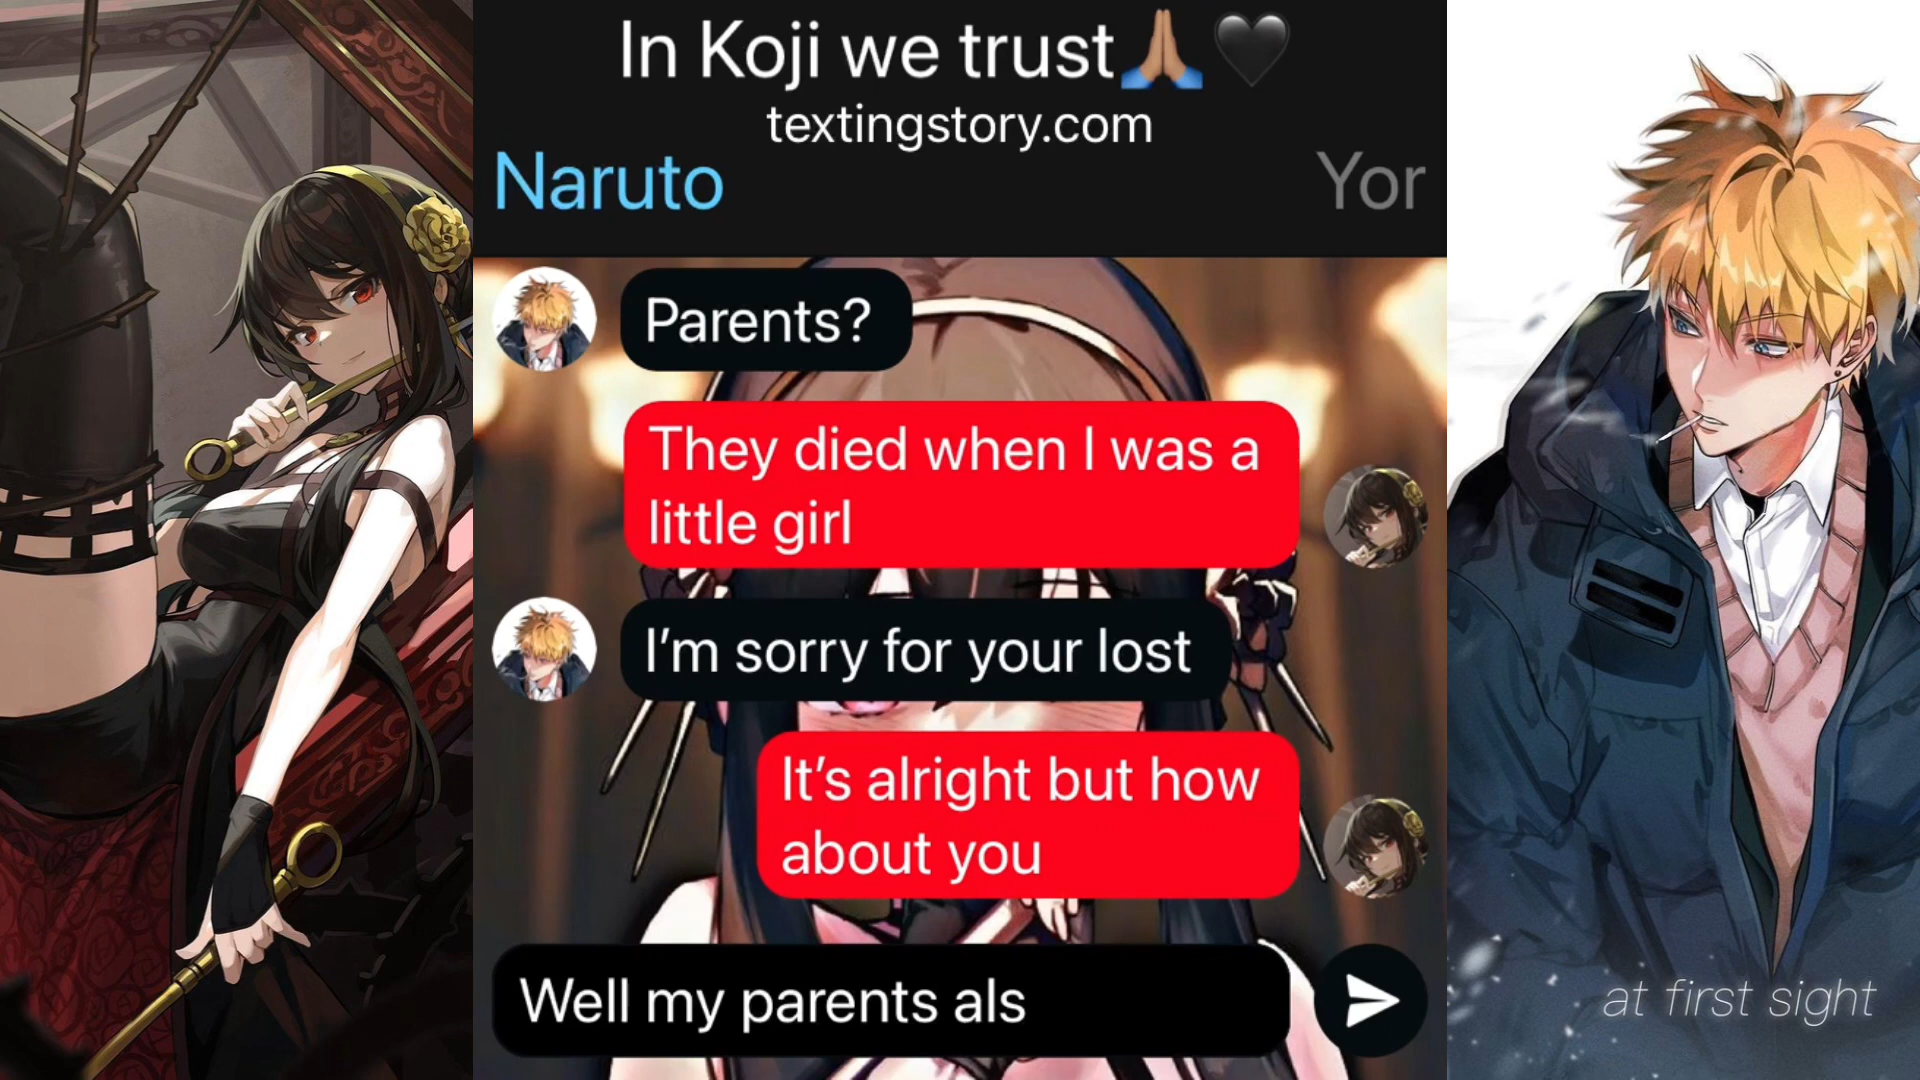 In Koji we trust🙏🏽🖤
textingstory.com
Naruto
Yor
Parents?
They died when I was a
little girl
I’m sorry for your lost
It’s alright but how
about you
Well my parents als
at first sight